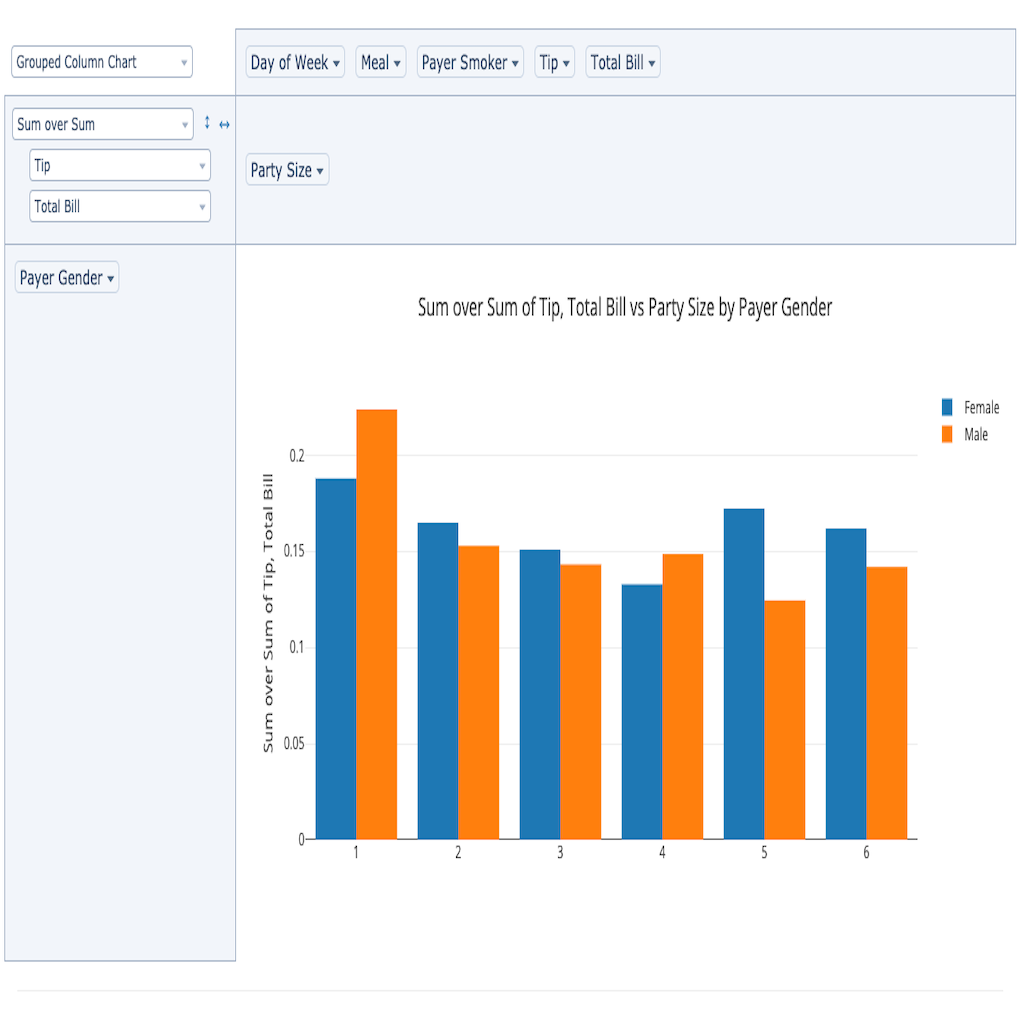 Grouped Column Chart
Day of Week Meal Payer Smoker Tip Total Bill
Sum over Sum
Tip
Total Bill
Party Size
Payer Gender
Sum over Sum of Tip, Total Bill vs Party Size by Payer Gender
Female
Male
Sum over Sum of Tip, Total Bill
0.2
0.15
0.1
0.05
0
1 2 3 4 5 6